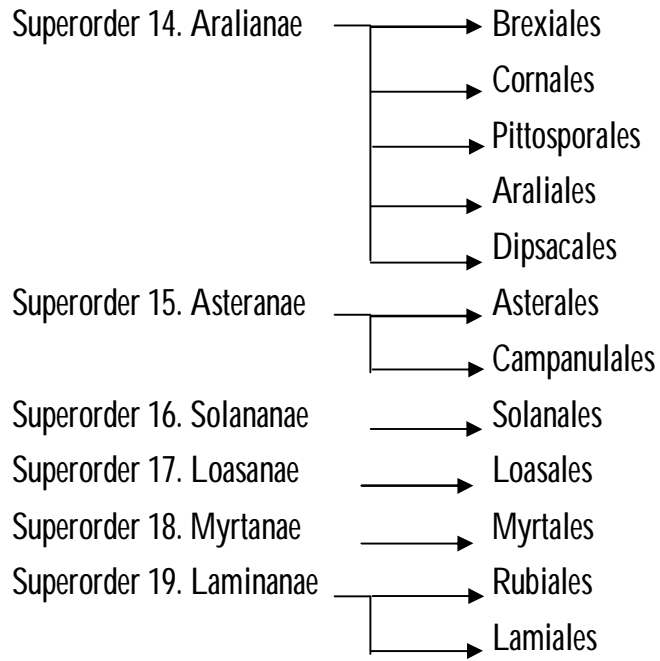 Superorder 14. Aralianae Brexiales
Cornales
Pittosporales
Araliales
Dipsacales
Superorder 15. Asteranae Asterales
Campanulales
Superorder 16. Solananae Solanales
Superorder 17. Loasanae Loasales
Superorder 18. Myrtanae Myrtales
Superorder 19. Laminanae Rubiales
Lamiales